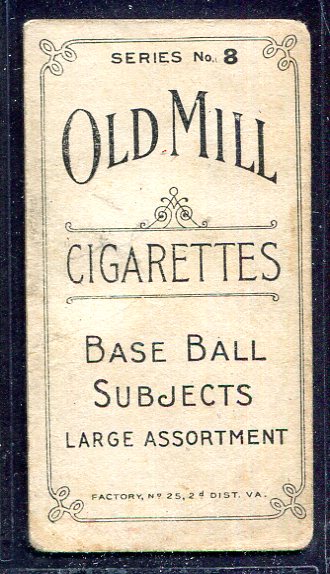 SERIES No. 8
OLD MILL
CIGARETTES
BASE BALL
SUBJECTS
LARGE ASSORTMENT
FACTORY, No 25, 2d DIST. VA.